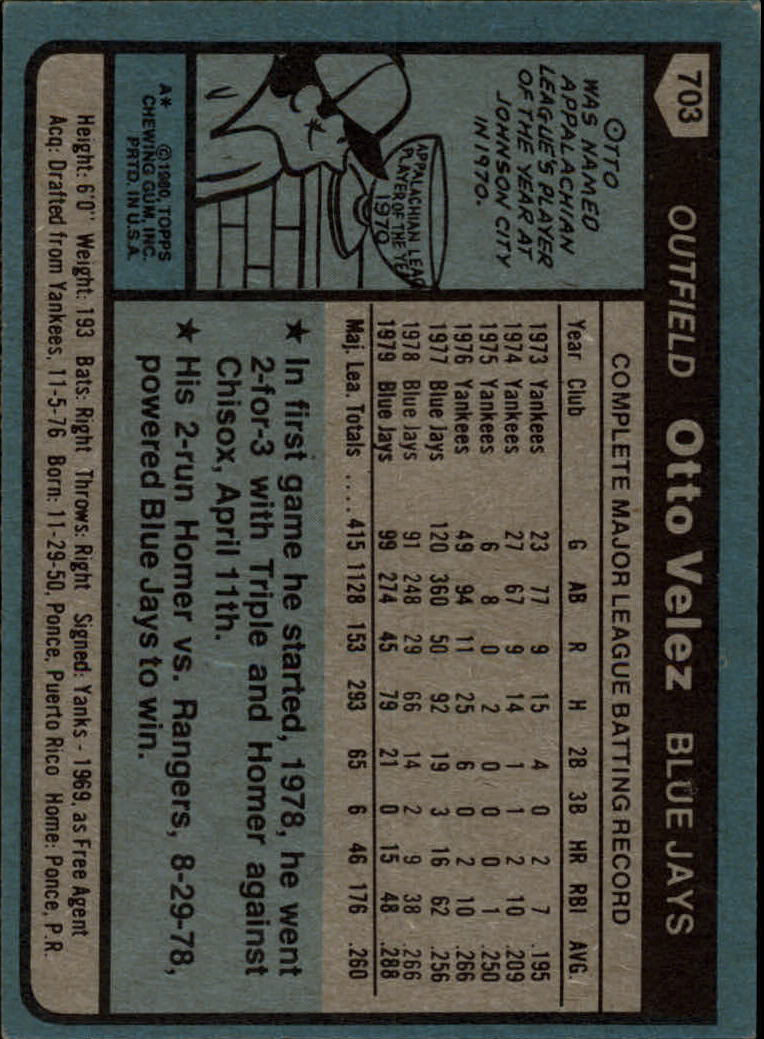 703
OUTFIELD Otto Velez BLUE JAYS
OTTO
WAS NAMED
APPALACHIAN
LEAGUE'S PLAYER
OF THE YEAR AT
JOHNSON CITY
IN 1970.
APPALACHIAN LEAG
PLAYER OF THE YE
1970
A* ©1980, TOPPS
CHEWING GUM, INC.
PRTD. IN U.S.A.
COMPLETE MAJOR LEAGUE BATTING RECORD
Year Club G AB R H 2B 3B HR RBI AVG.
1973 Yankees 23 77 9 15 4 0 2 7 .195
1974 Yankees 27 67 9 14 1 1 2 10 .209
1975 Yankees 6 8 0 2 0 0 0 1 .250
1976 Yankees 49 94 11 25 6 0 2 10 .266
1977 Blue Jays 120 360 50 92 19 3 16 62 .256
1978 Blue Jays 91 248 29 66 14 2 9 38 .266
1979 Blue Jays 99 274 45 79 21 0 15 48 .288
Maj. Lea. Totals .... 415 1128 153 293 65 6 46 176 .260
★ In first game he started, 1978, he went
2-for-3 with Triple and Homer against
Chisox, April 11th.
★ His 2-run Homer vs. Rangers, 8-29-78,
powered Blue Jays to win.
Height: 6'0" Weight: 193 Bats: Right Throws: Right Signed: Yanks - 1969, as Free Agent
Acq: Drafted from Yankees, 11-5-76 Born: 11-29-50, Ponce, Puerto Rico Home: Ponce, P.R.